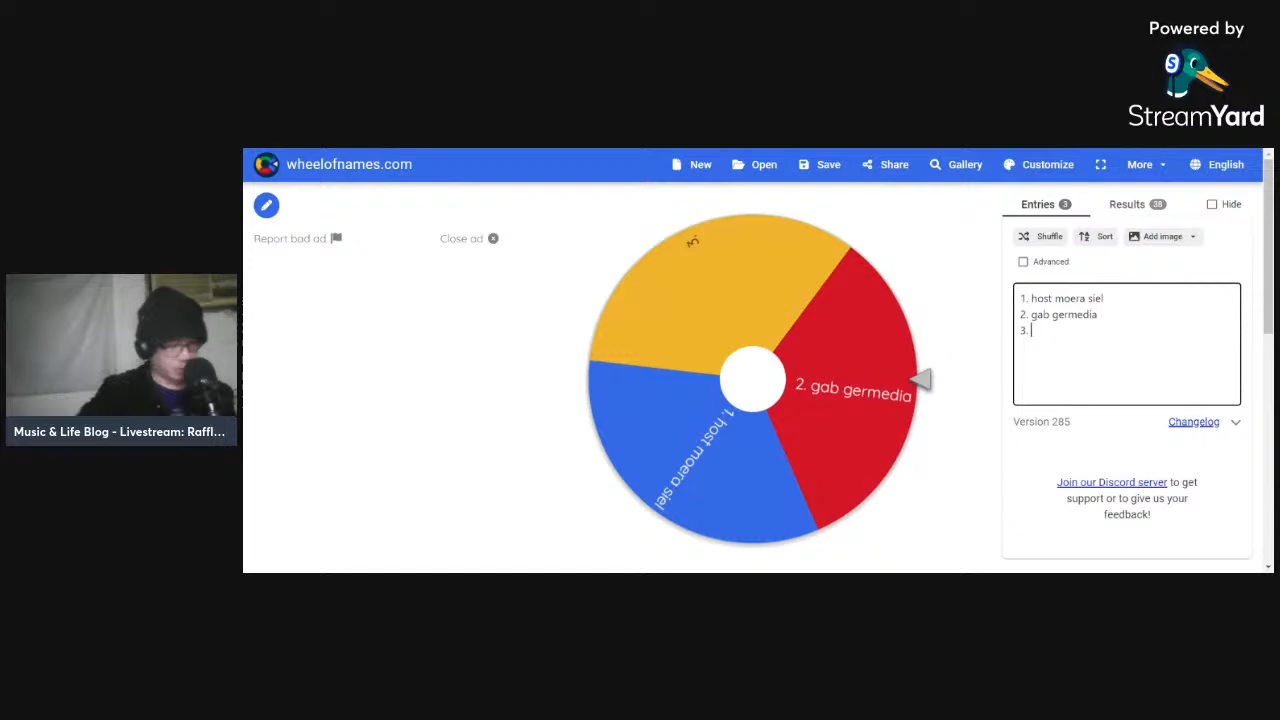 Powered by
StreamYard
wheelofnames.com
New
Open
Save
Share
Gallery
Customize
More
English
Report bad ad
Close ad
Entries 3
Results 38
Hide
Shuffle
Sort
Add image
Advanced
1. host moera siel
2. gab germedia
3.
3.
2. gab germedia
1. host moera siel
Version 285
Changelog
Join our Discord server to get
support or to give us your
feedback!
Music & Life Blog - Livestream: Raffl...